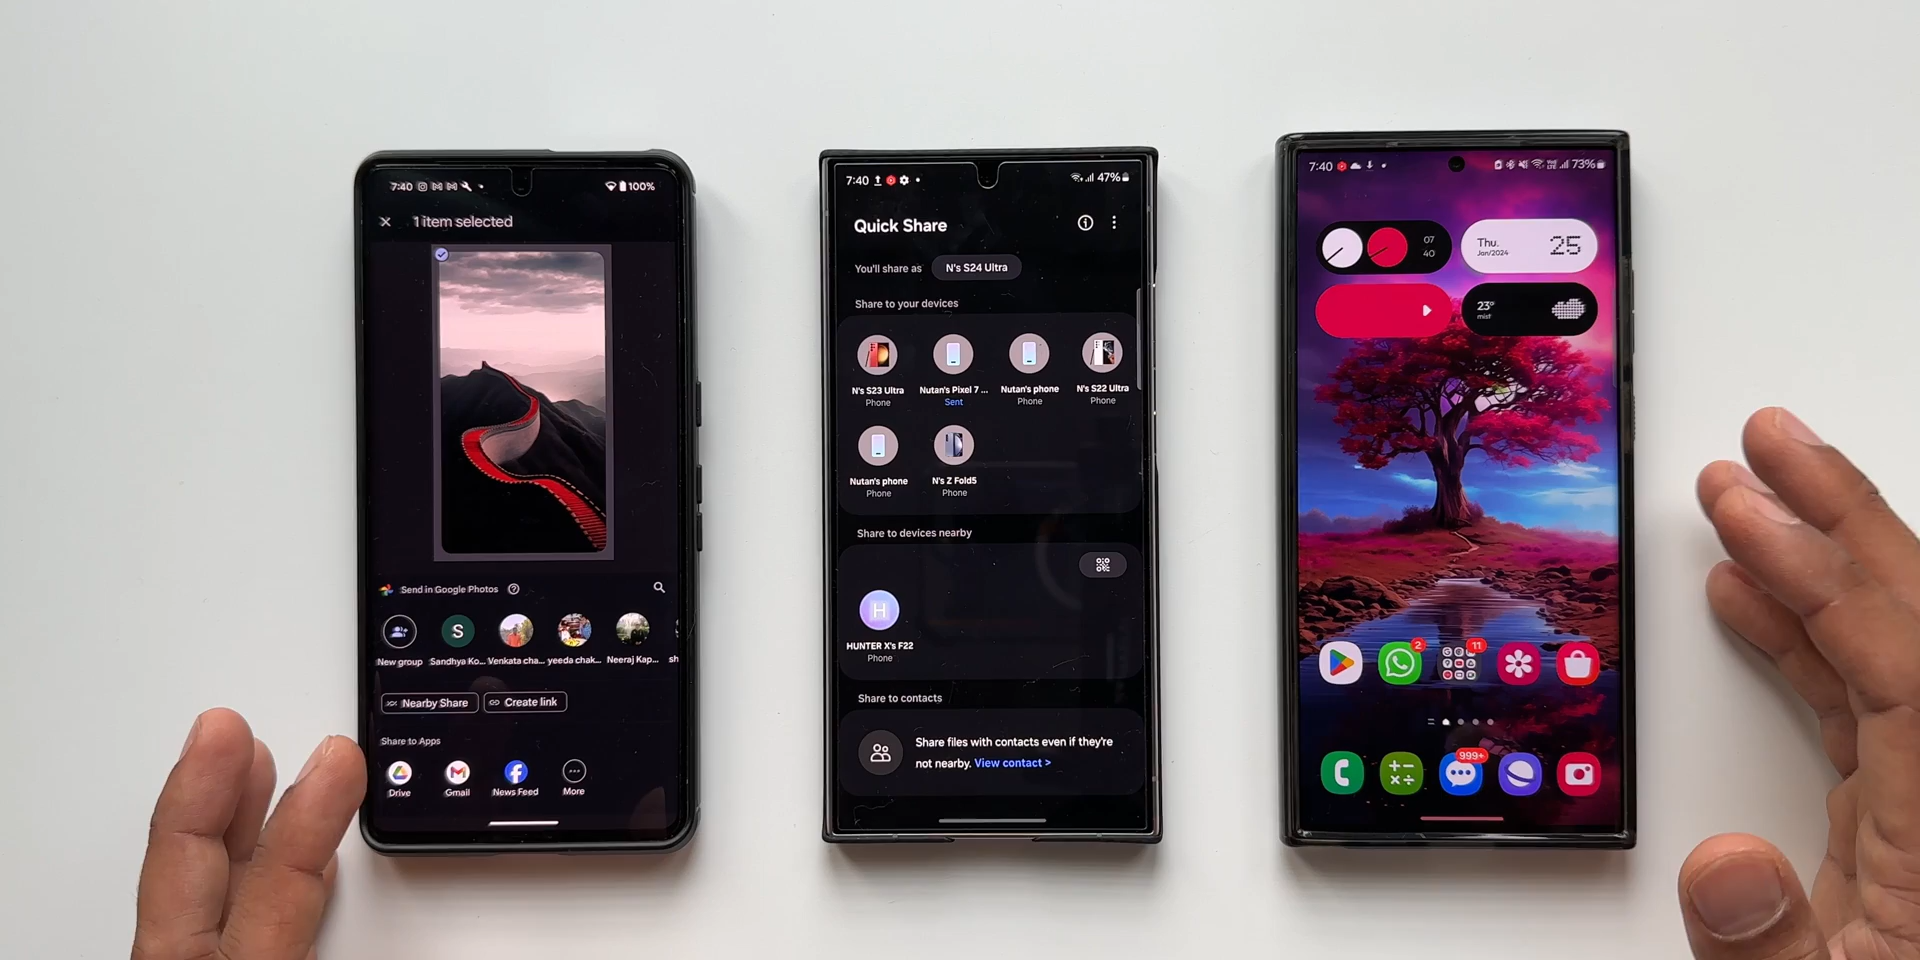 7:40
100%
1 item selected
Send in Google Photos
New group
S
Sandhya Ko...
Venkata cha...
yeeda chak...
Neeraj Kap...
sh
Nearby Share
Create link
Share to Apps
Drive
Gmail
News Feed
More
7:40
47%
Quick Share
You'll share as
N's S24 Ultra
Share to your devices
N's S23 Ultra
Phone
Nutan's Pixel 7 ...
Sent
Nutan's phone
Phone
N's S22 Ultra
Phone
Nutan's phone
Phone
N's Z Fold5
Phone
Share to devices nearby
H
HUNTER X's F22
Phone
Share to contacts
Share files with contacts even if they're
not nearby. View contact >
7:40
73%
07
40
Thu.
Jan/2024
25
23°
mist
2
11
999+